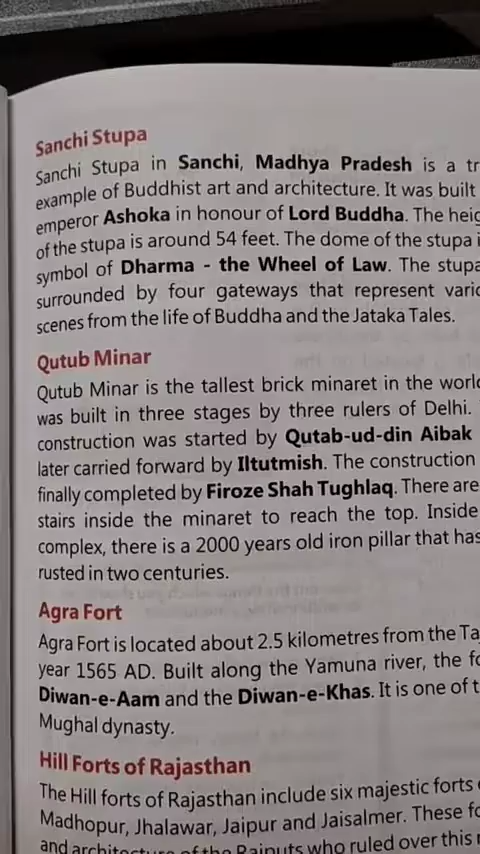 Sanchi Stupa
Sanchi Stupa in Sanchi, Madhya Pradesh is a tr
example of Buddhist art and architecture. It was built
emperor Ashoka in honour of Lord Buddha. The heig
of the stupa is around 54 feet. The dome of the stupa i
symbol of Dharma - the Wheel of Law. The stupa
surrounded by four gateways that represent vario
scenes from the life of Buddha and the Jataka Tales.
Qutub Minar
Qutub Minar is the tallest brick minaret in the world
was built in three stages by three rulers of Delhi.
construction was started by Qutab-ud-din Aibak
later carried forward by Iltutmish. The construction
finally completed by Firoze Shah Tughlaq. There are
stairs inside the minaret to reach the top. Inside
complex, there is a 2000 years old iron pillar that has
rusted in two centuries.
Agra Fort
Agra Fort is located about 2.5 kilometres from the Ta
year 1565 AD. Built along the Yamuna river, the fo
Diwan-e-Aam and the Diwan-e-Khas. It is one of t
Mughal dynasty.
Hill Forts of Rajasthan
The Hill forts of Rajasthan include six majestic forts
Madhopur, Jhalawar, Jaipur and Jaisalmer. These fo
and architecture of the Rajputs who ruled over this